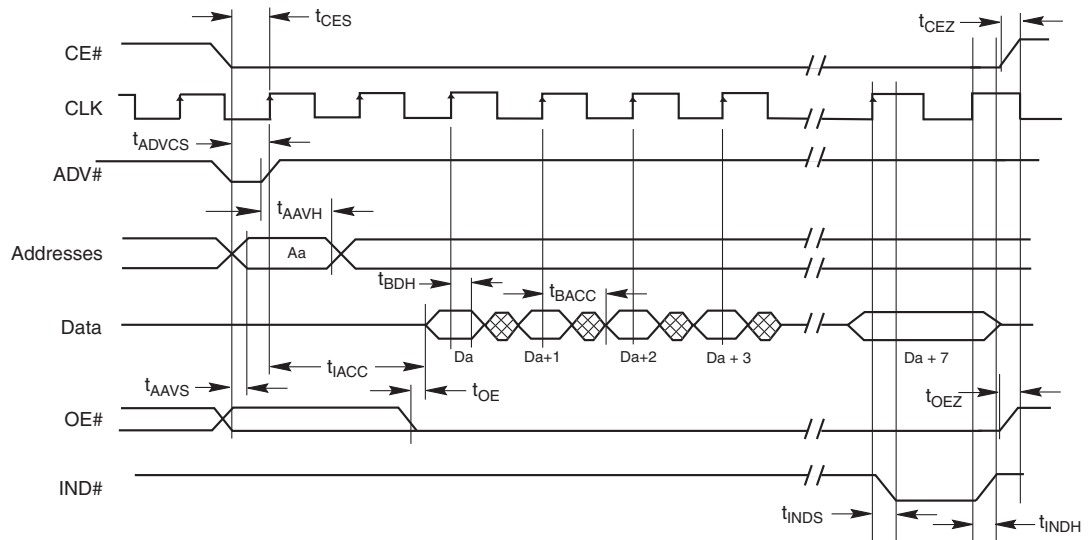 tCES
tCEZ
CE#
CLK
tADVCS
ADV#
tAAVH
Addresses
Aa
tBDH
tBACC
Data
Da
Da+1
Da+2
Da + 3
Da + 7
tIACC
tAAVS
tOE
tOEZ
OE#
IND#
tINDS
tINDH